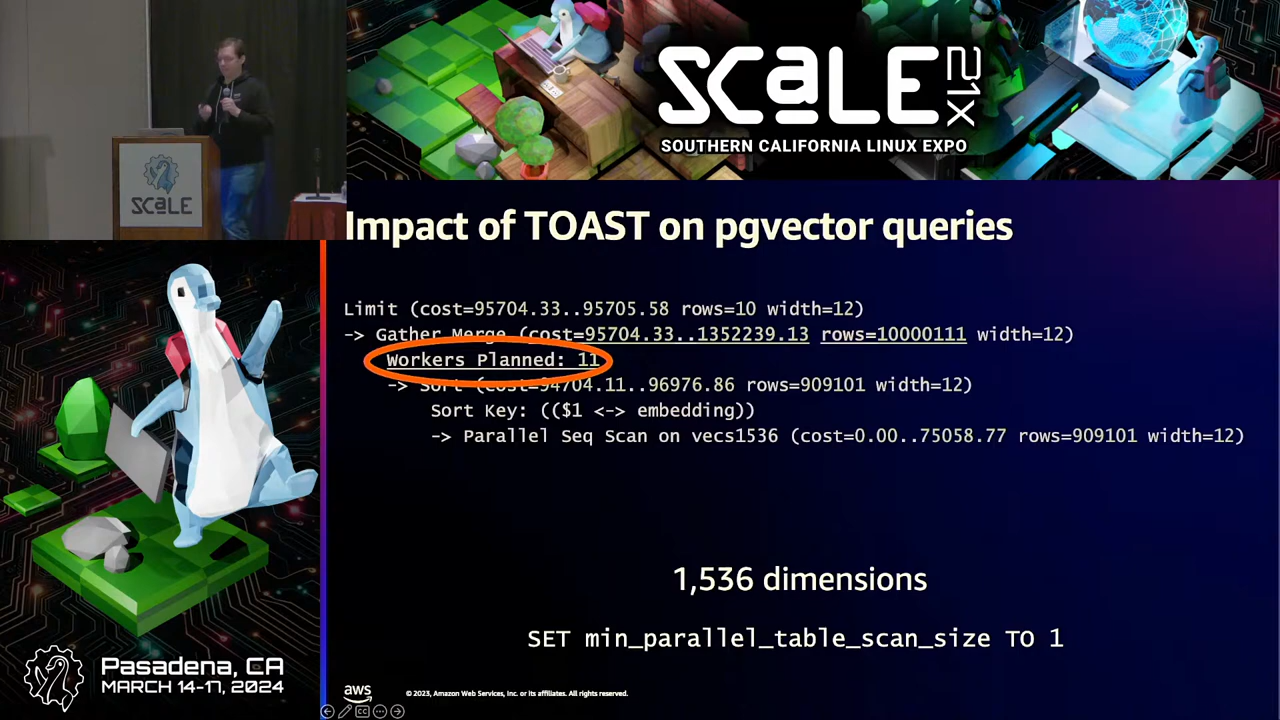 SCALE
21X
SOUTHERN CALIFORNIA LINUX EXPO
SCALE
Impact of TOAST on pgvector queries
Limit (cost=95704.33..95705.58 rows=10 width=12)
-> Gather Merge (cost=95704.33..1352239.13 rows=10000111 width=12)
Workers Planned: 11
-> Sort (cost=94704.11..96976.86 rows=909101 width=12)
Sort Key: (($1 <-> embedding))
-> Parallel Seq Scan on vecs1536 (cost=0.00..75058.77 rows=909101 width=12)
1,536 dimensions
SET min_parallel_table_scan_size TO 1
Pasadena, CA
MARCH 14-17, 2024
aws
© 2023, Amazon Web Services, Inc. or its affiliates. All rights reserved.
CC